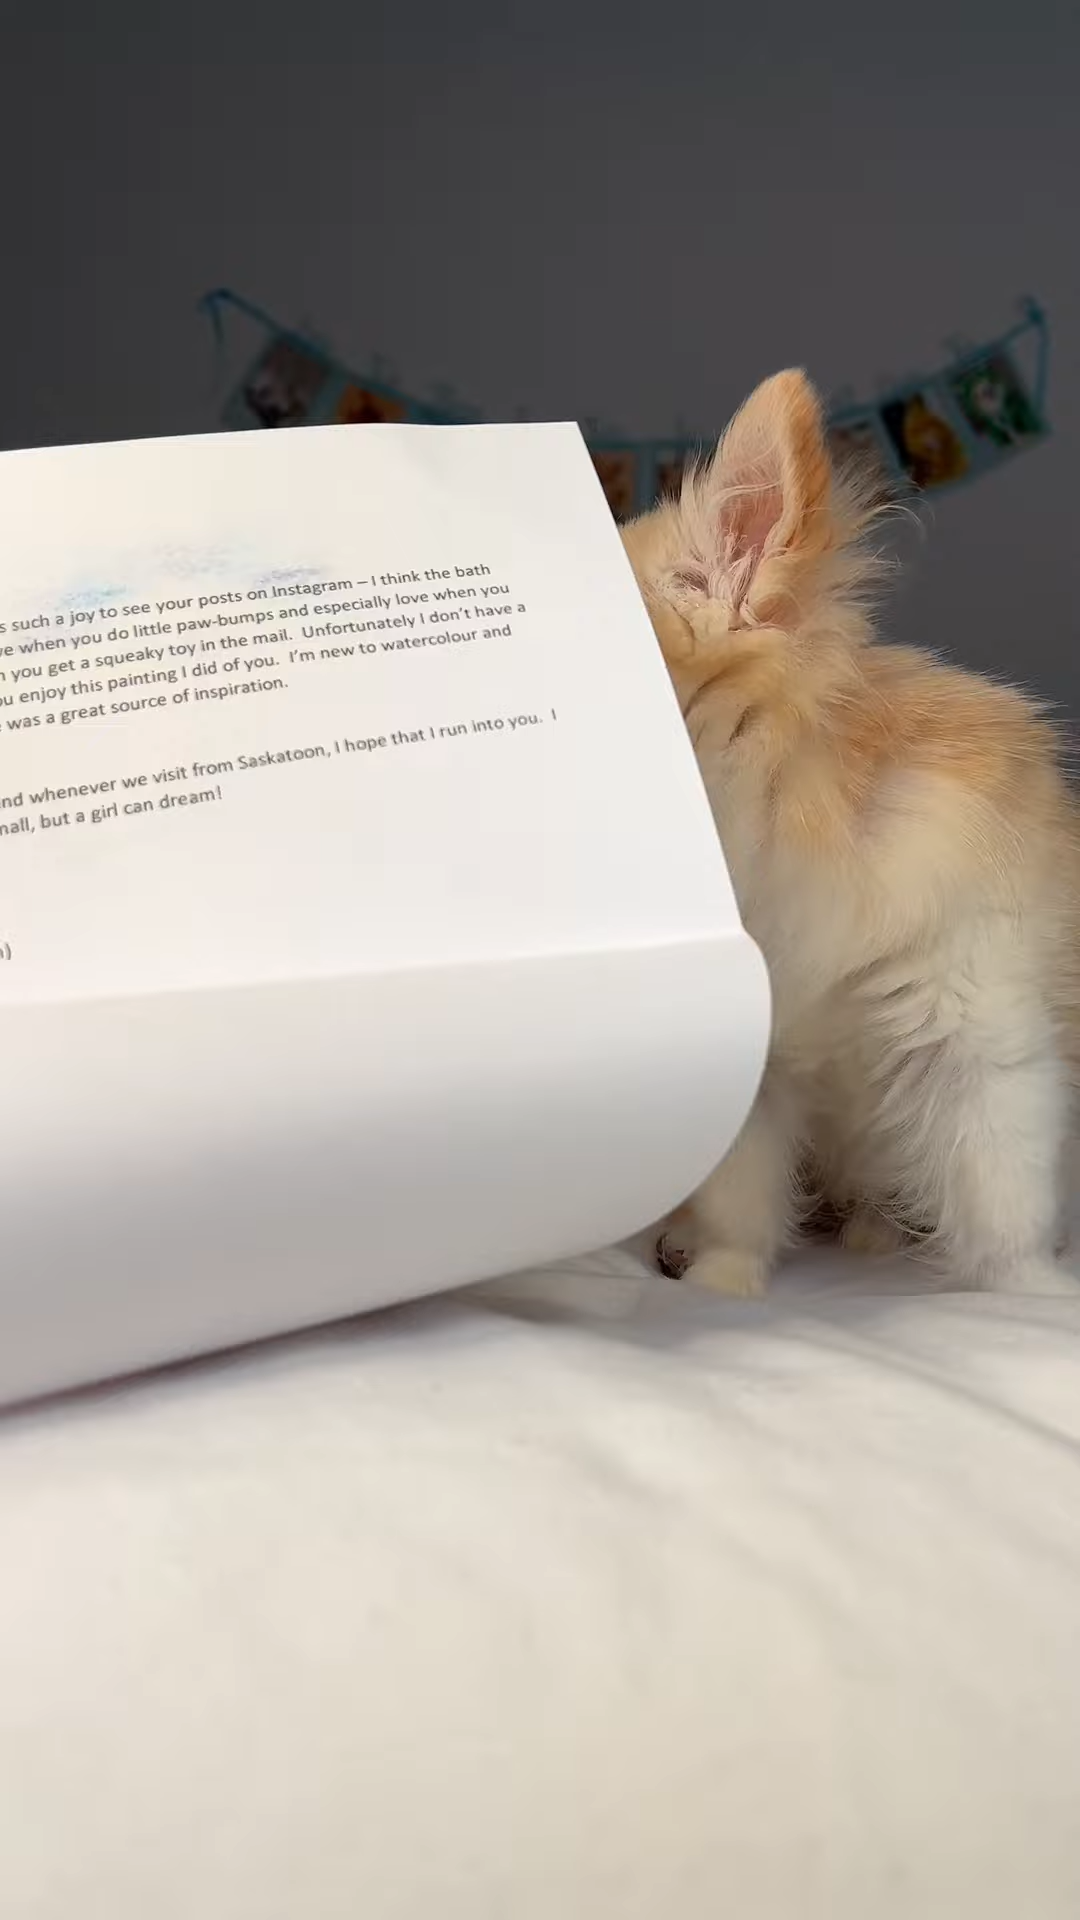 such a joy to see your posts on Instagram – I think the bath
when you do little paw-bumps and especially love when you
you get a squeaky toy in the mail.  Unfortunately I don't have a
enjoy this painting I did of you.  I'm new to watercolour and
was a great source of inspiration.
whenever we visit from Saskatoon, I hope that I run into you.  I
but a girl can dream!